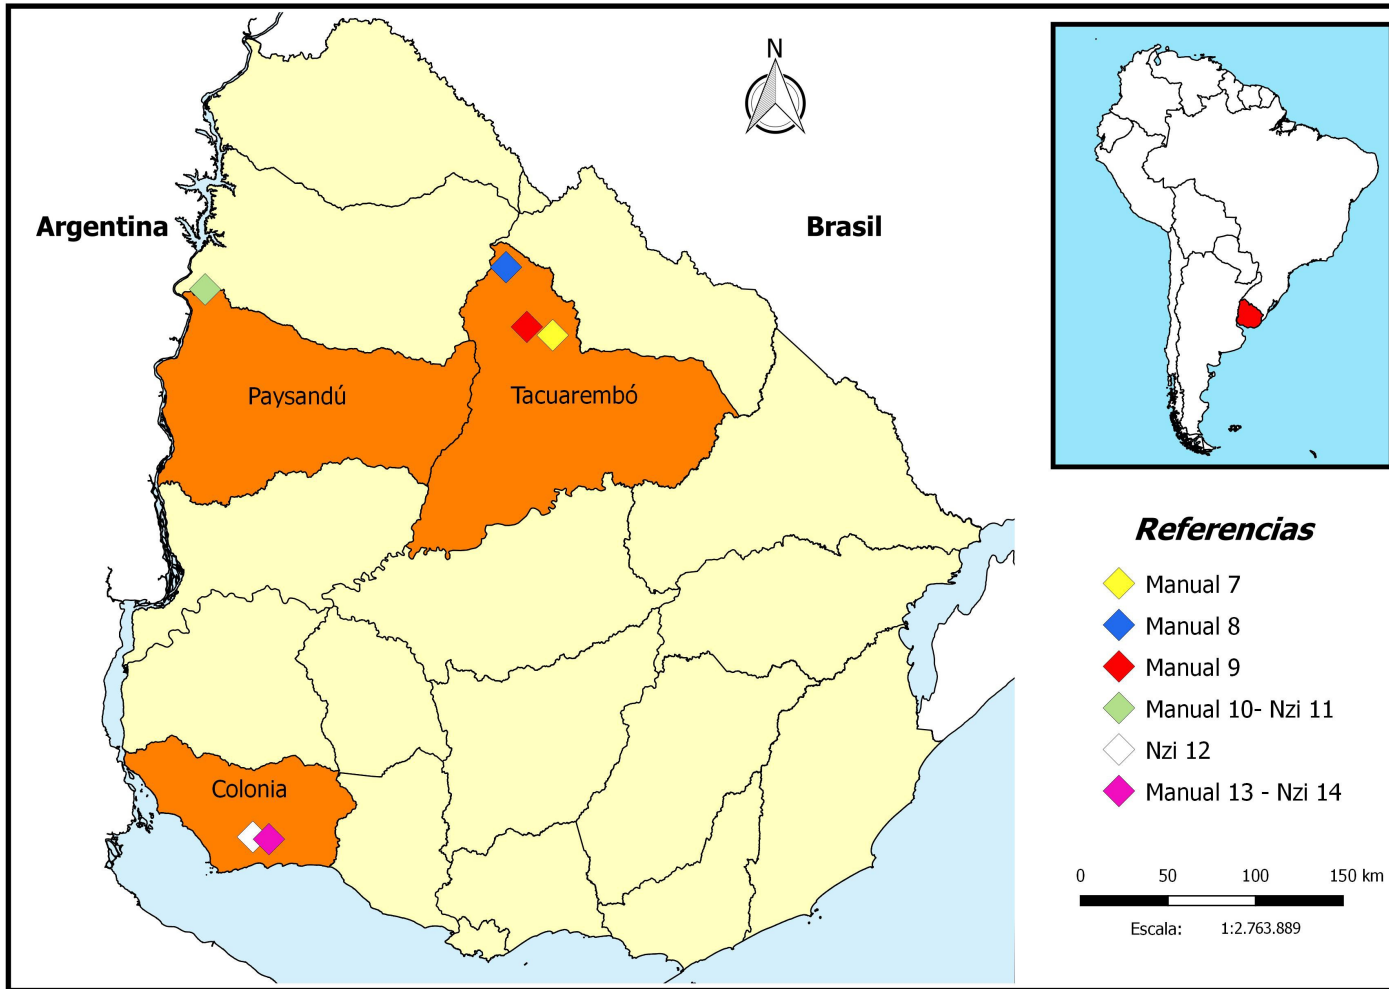 N
Argentina
Brasil
Paysandú
Tacuarembó
Colonia
Referencias
Manual 7
Manual 8
Manual 9
Manual 10- Nzi 11
Nzi 12
Manual 13 - Nzi 14
0 50 100 150 km
Escala: 1:2.763.889